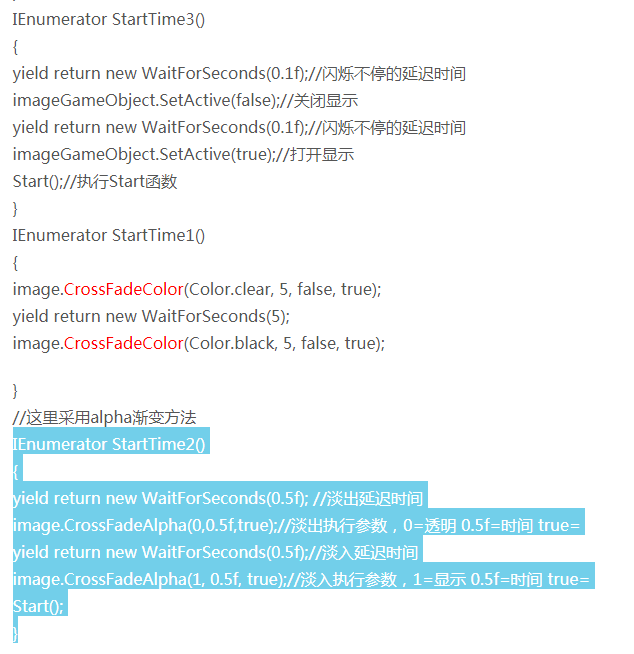 IEnumerator StartTime3()
{
yield return new WaitForSeconds(0.1f);//闪烁不停的延迟时间
imageGameObject.SetActive(false);//关闭显示
yield return new WaitForSeconds(0.1f);//闪烁不停的延迟时间
imageGameObject.SetActive(true);//打开显示
Start();//执行Start函数
}
IEnumerator StartTime1()
{
image.CrossFadeColor(Color.clear, 5, false, true);
yield return new WaitForSeconds(5);
image.CrossFadeColor(Color.black, 5, false, true);
}
//这里采用alpha渐变方法
IEnumerator StartTime2()
{
yield return new WaitForSeconds(0.5f); //淡出延迟时间
image.CrossFadeAlpha(0,0.5f,true);//淡出执行参数，0=透明 0.5f=时间 true=
yield return new WaitForSeconds(0.5f);//淡入延迟时间
image.CrossFadeAlpha(1, 0.5f, true);//淡入执行参数，1=显示 0.5f=时间 true=
Start();
}